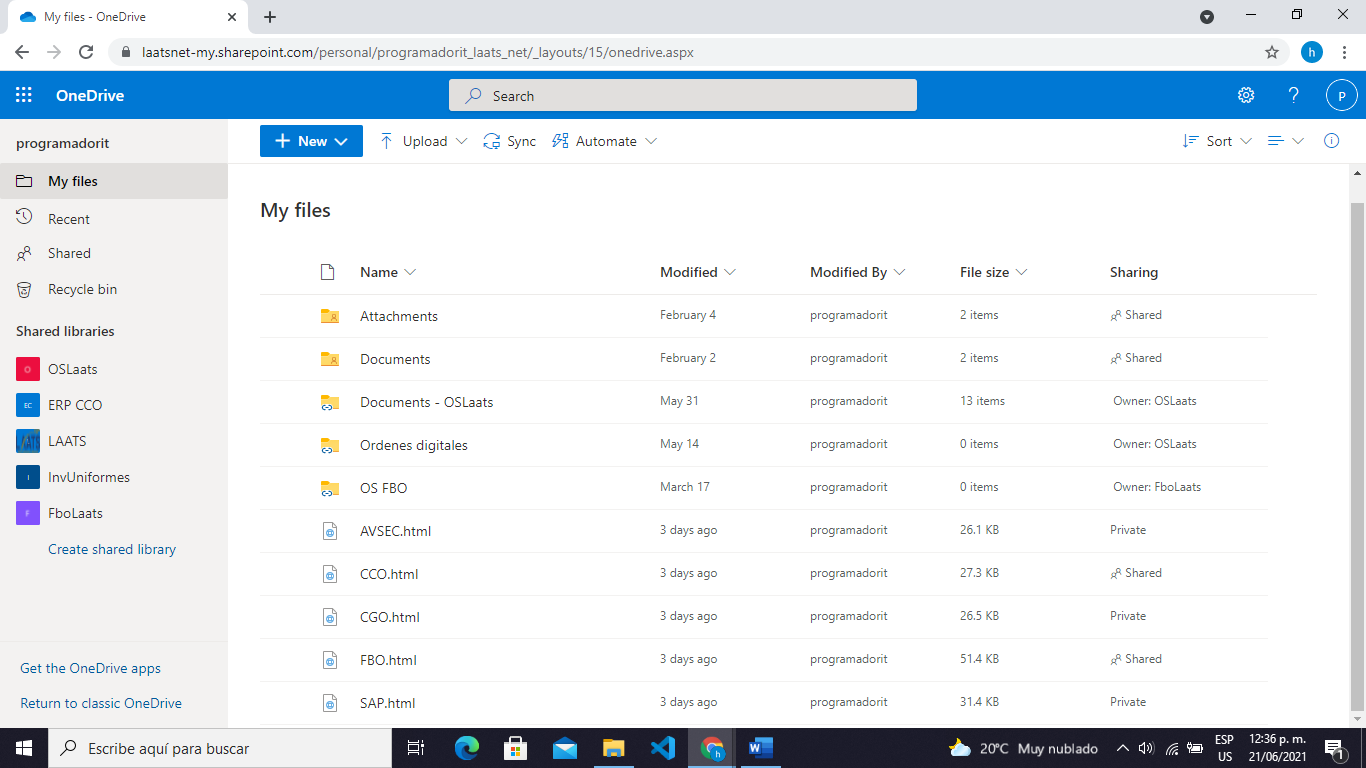 My files - OneDrive
laatsnet-my.sharepoint.com/personal/programadorit_laats_net/_layouts/15/onedrive.aspx
h
OneDrive
Search
?
P
programadorit
New
Upload
Sync
Automate
Sort
My files
Recent
Shared
Recycle bin
Shared libraries
OSLaats
EC ERP CCO
LAATS
I InvUniformes
F FboLaats
Create shared library
Get the OneDrive apps
Return to classic OneDrive
My files
Name Modified Modified By File size Sharing
Attachments February 4 programadorit 2 items Shared
Documents February 2 programadorit 2 items Shared
Documents - OSLaats May 31 programadorit 13 items Owner: OSLaats
Ordenes digitales May 14 programadorit 0 items Owner: OSLaats
OS FBO March 17 programadorit 0 items Owner: FboLaats
AVSEC.html 3 days ago programadorit 26.1 KB Private
CCO.html 3 days ago programadorit 27.3 KB Shared
CGO.html 3 days ago programadorit 26.5 KB Private
FBO.html 3 days ago programadorit 51.4 KB Shared
SAP.html 3 days ago programadorit 31.4 KB Private
Escribe aquí para buscar
h
W
20°C Muy nublado
ESP
US
12:36 p. m.
21/06/2021
1